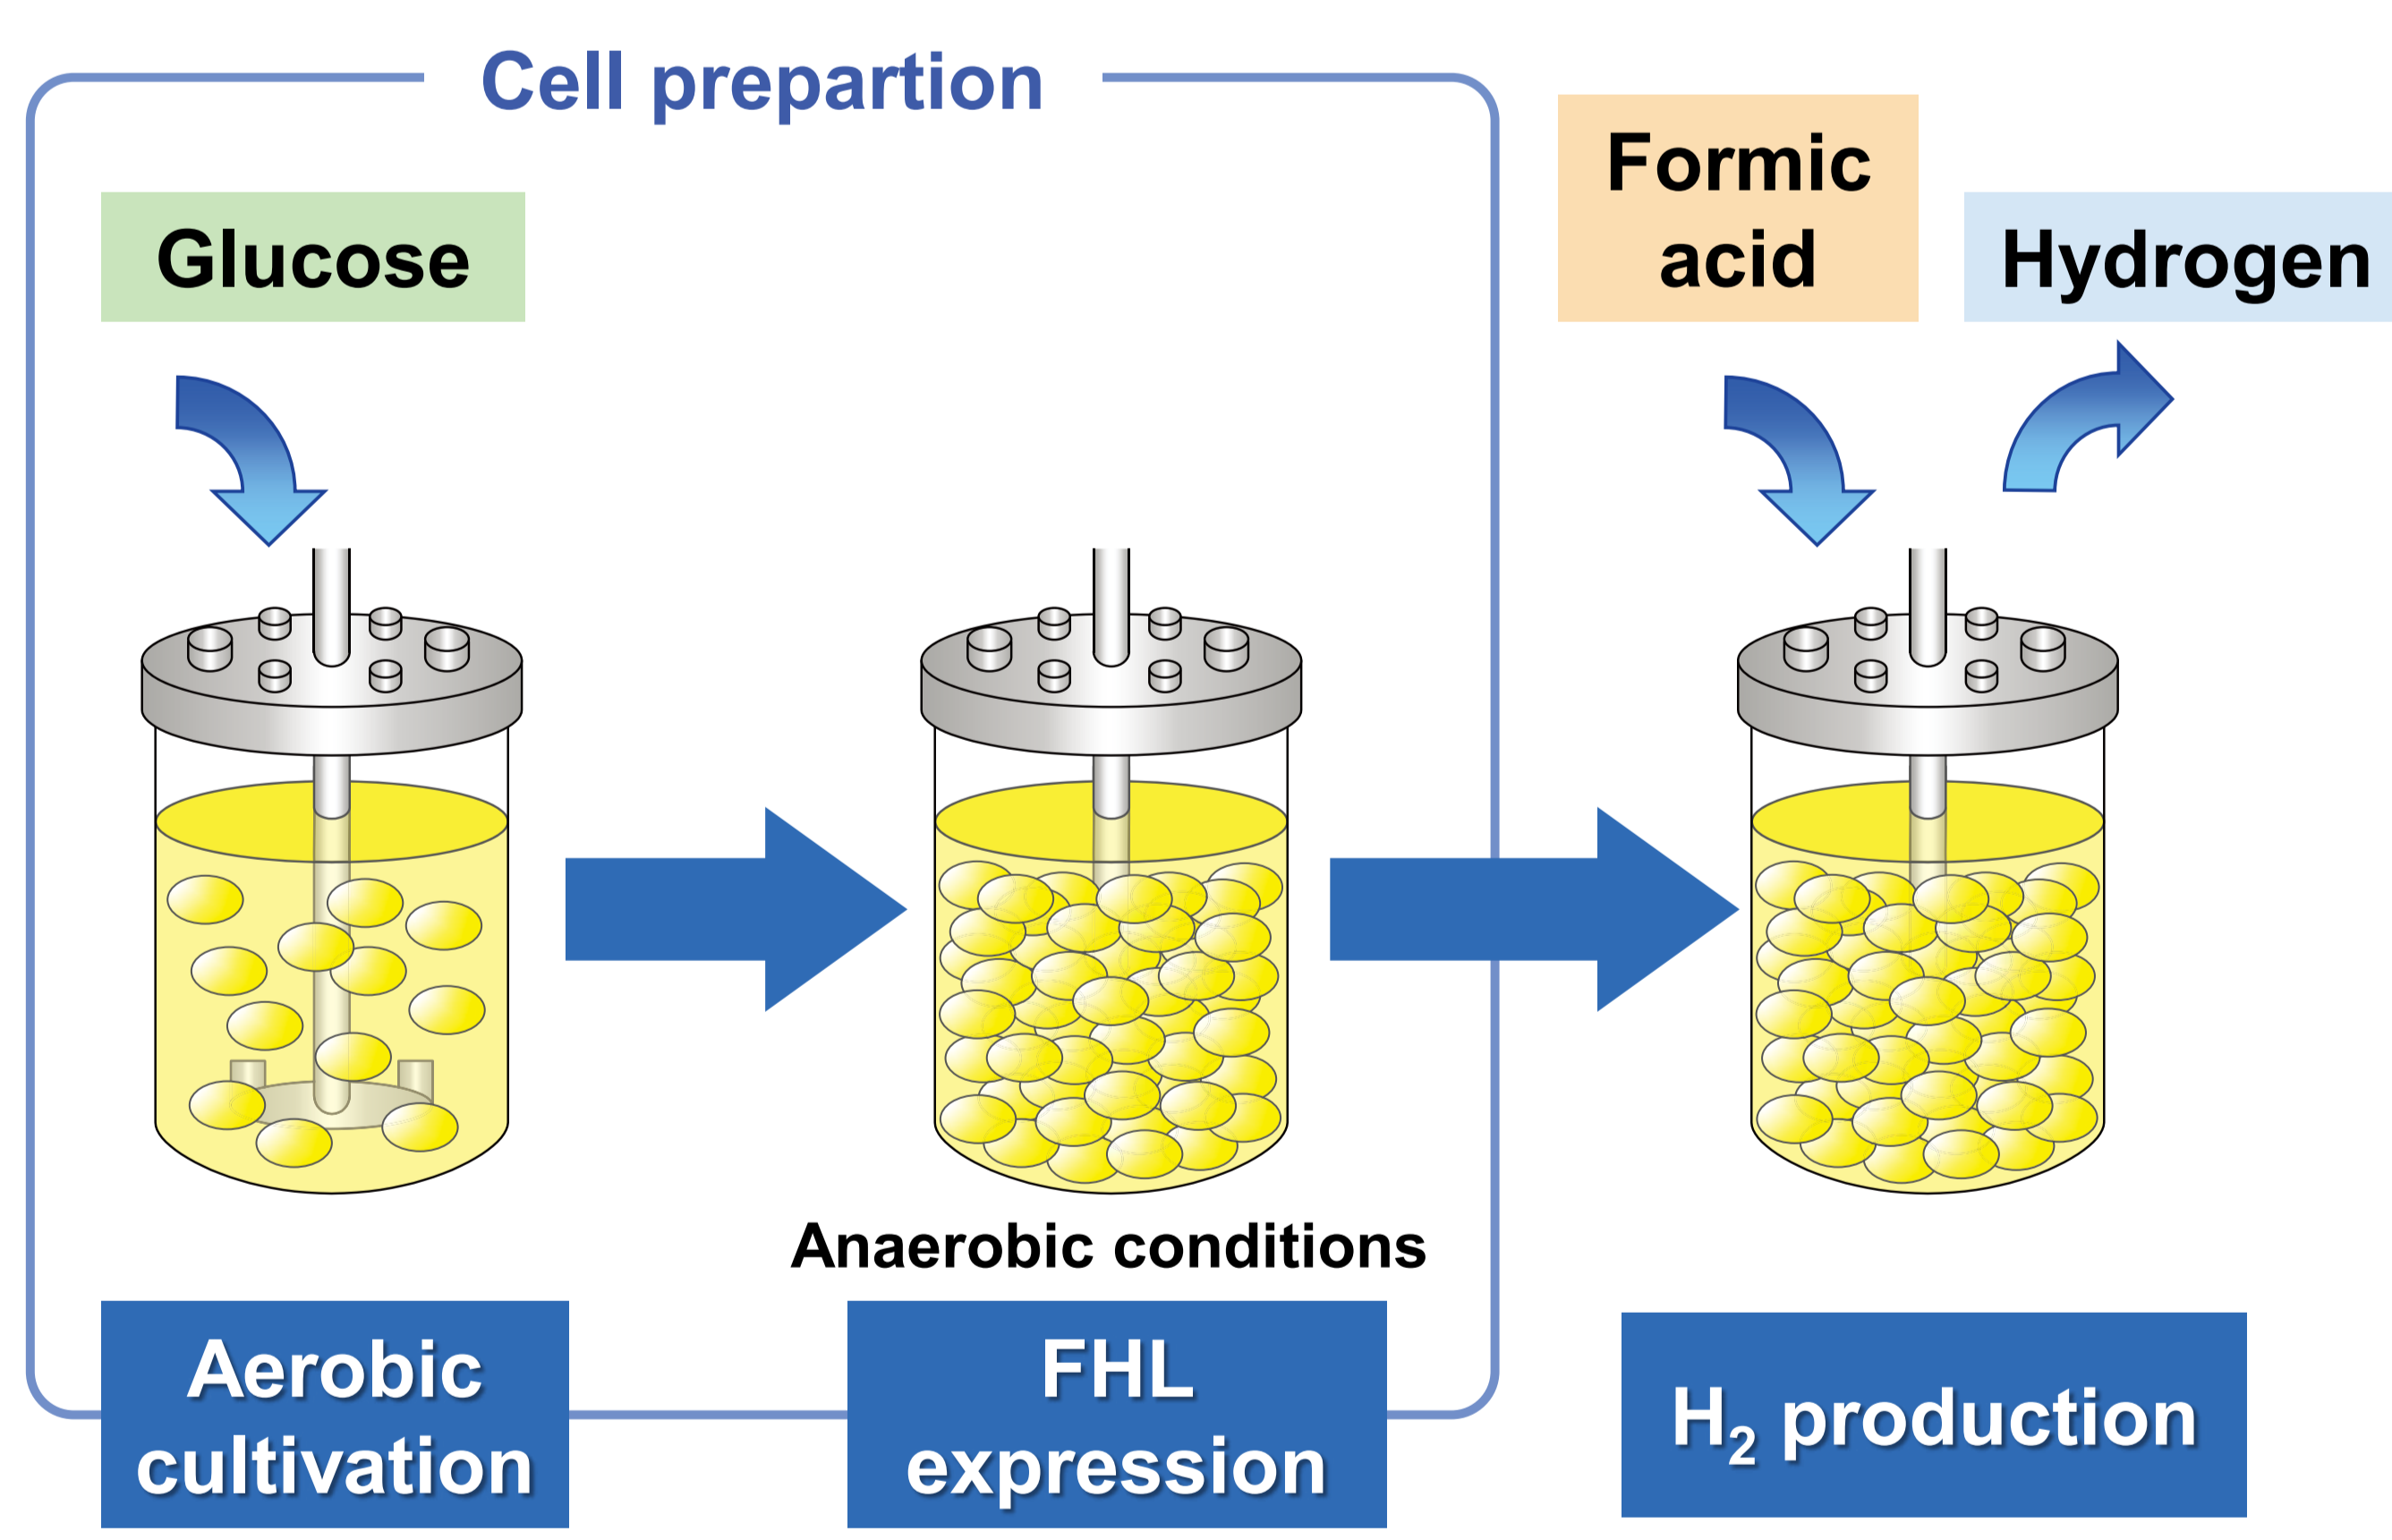 Cell prepartion
Glucose
Formic
acid
Hydrogen
Anaerobic conditions
Aerobic
cultivation
FHL
expression
H₂ production